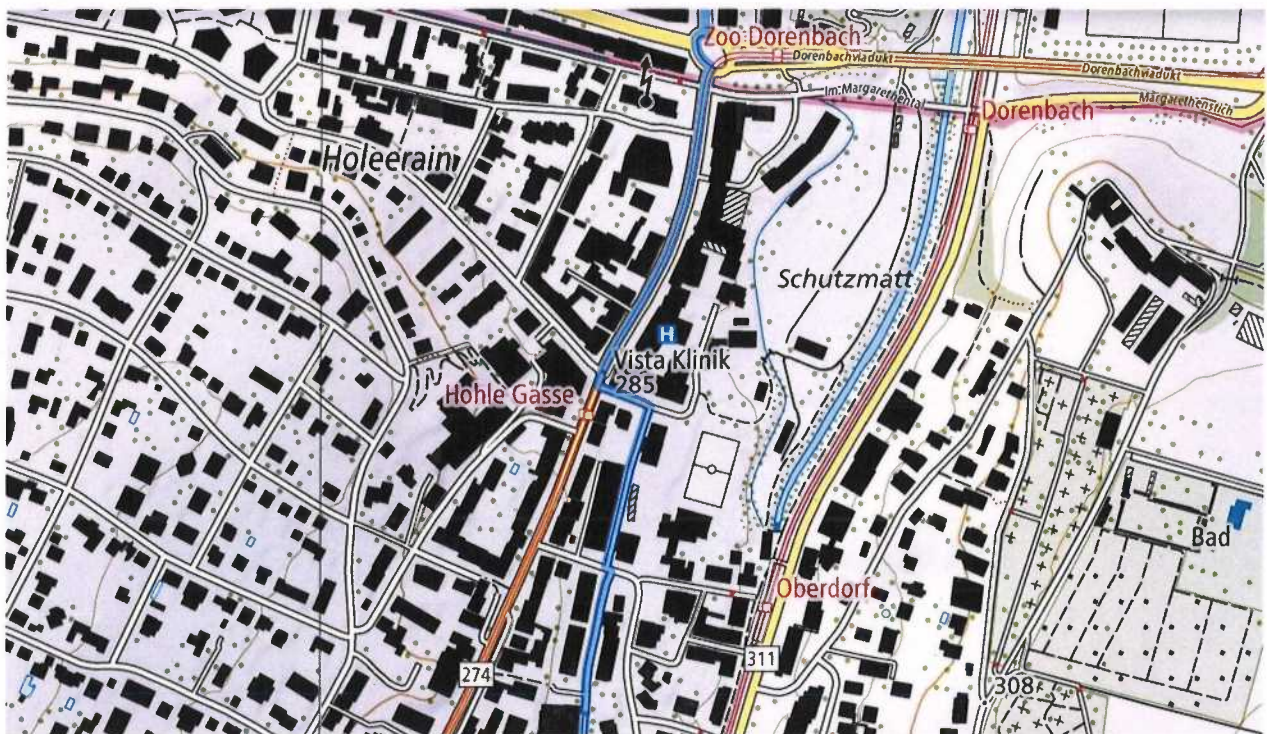 Zoo Dorenbach
Dorenbachviadukt
Dorenbachviadukt
Im Margarethental
Dorenbach
Margarethenstich
Holeerain
Schutzmatt
H
Vista Klinik
285
Hohle Gasse
Bad
Oberdorf
311
274
308